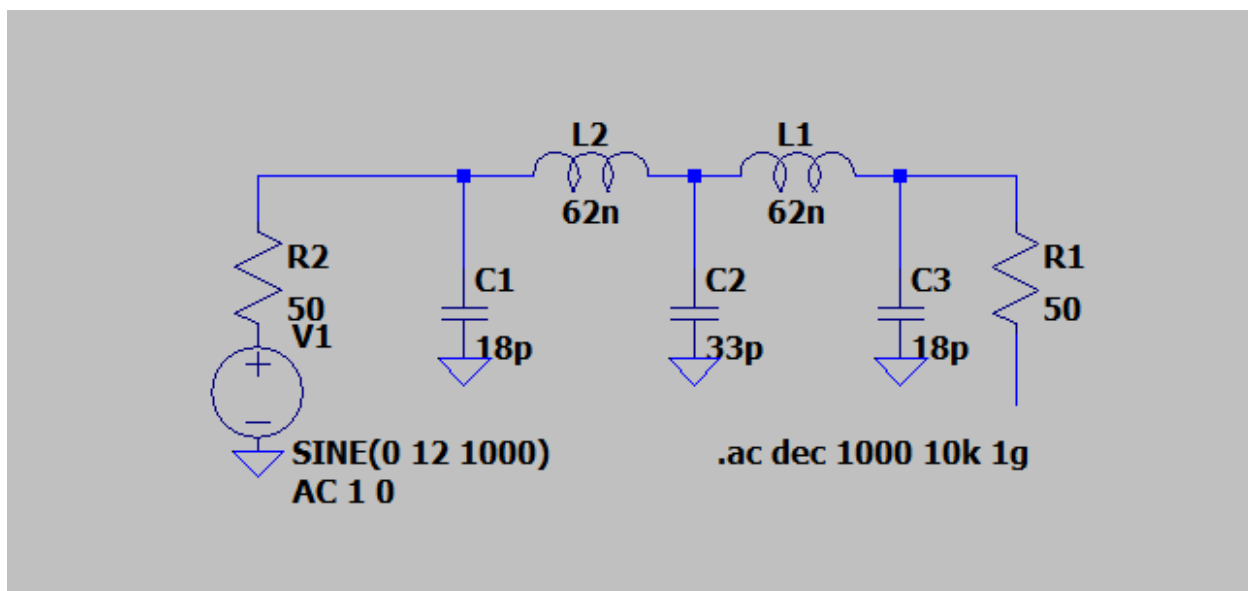 L2
L1
62n
62n
R2
50
C1
18p
C2
33p
C3
18p
R1
50
V1
SINE(0 12 1000)
AC 1 0
.ac dec 1000 10k 1g